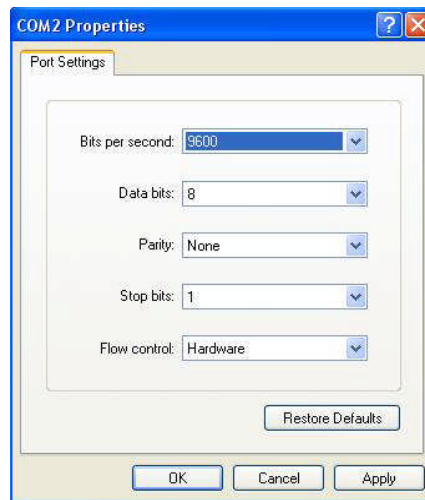 COM2 Properties
Port Settings
Bits per second: 9600
Data bits: 8
Parity: None
Stop bits: 1
Flow control: Hardware
Restore Defaults
OK Cancel Apply